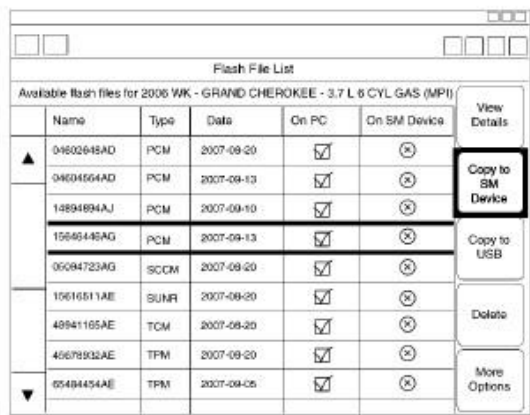 Flash File List
Available flash files for 2006 WK - GRAND CHEROKEE - 3.7 L 6 CYL GAS (MPI)
Name Type Date On PC On SM Device
04602648AD PCM 2007-09-20
04604564AD PCM 2007-09-13
14894894AJ PCM 2007-09-10
15646446AG PCM 2007-09-13
05094723AG SCCM 2007-09-20
15616511AE SUNR 2007-09-20
48941165AE TCM 2007-09-20
45678932AE TPM 2007-09-20
65484454AE TPM 2007-09-05
View
Details
Copy to
SM
Device
Copy to
USB
Delete
More
Options